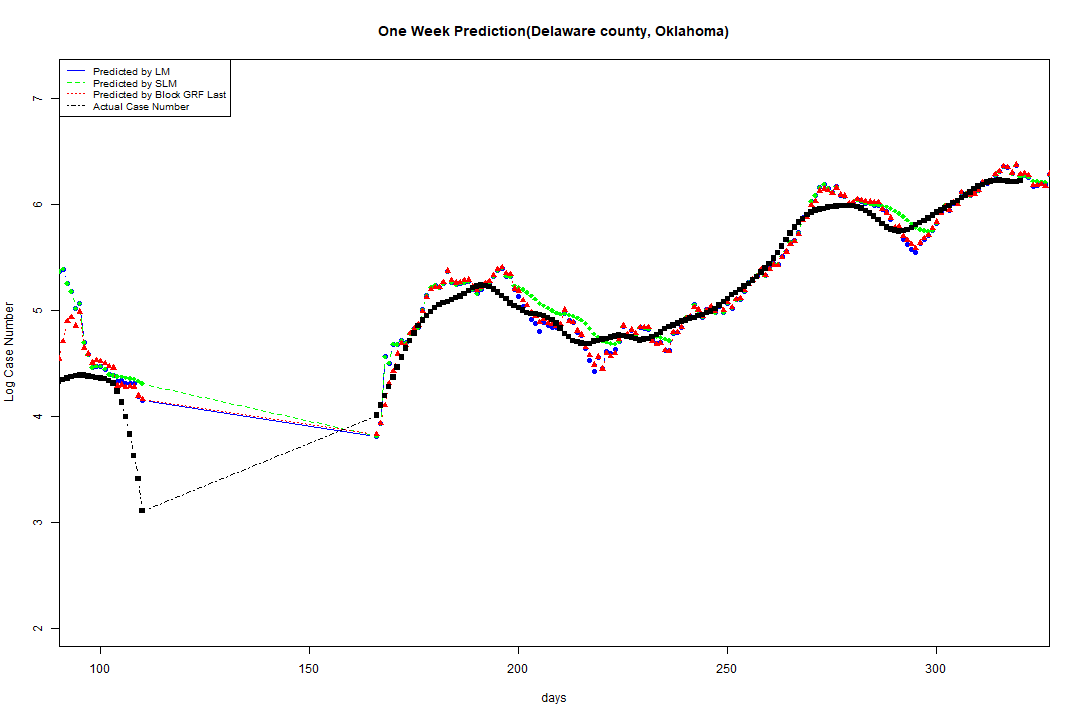 One Week Prediction(Delaware county, Oklahoma)
Predicted by LM
Predicted by SLM
Predicted by Block GRF Last
Actual Case Number
7
6
5
4
3
2
Log Case Number
100 150 200 250 300
days